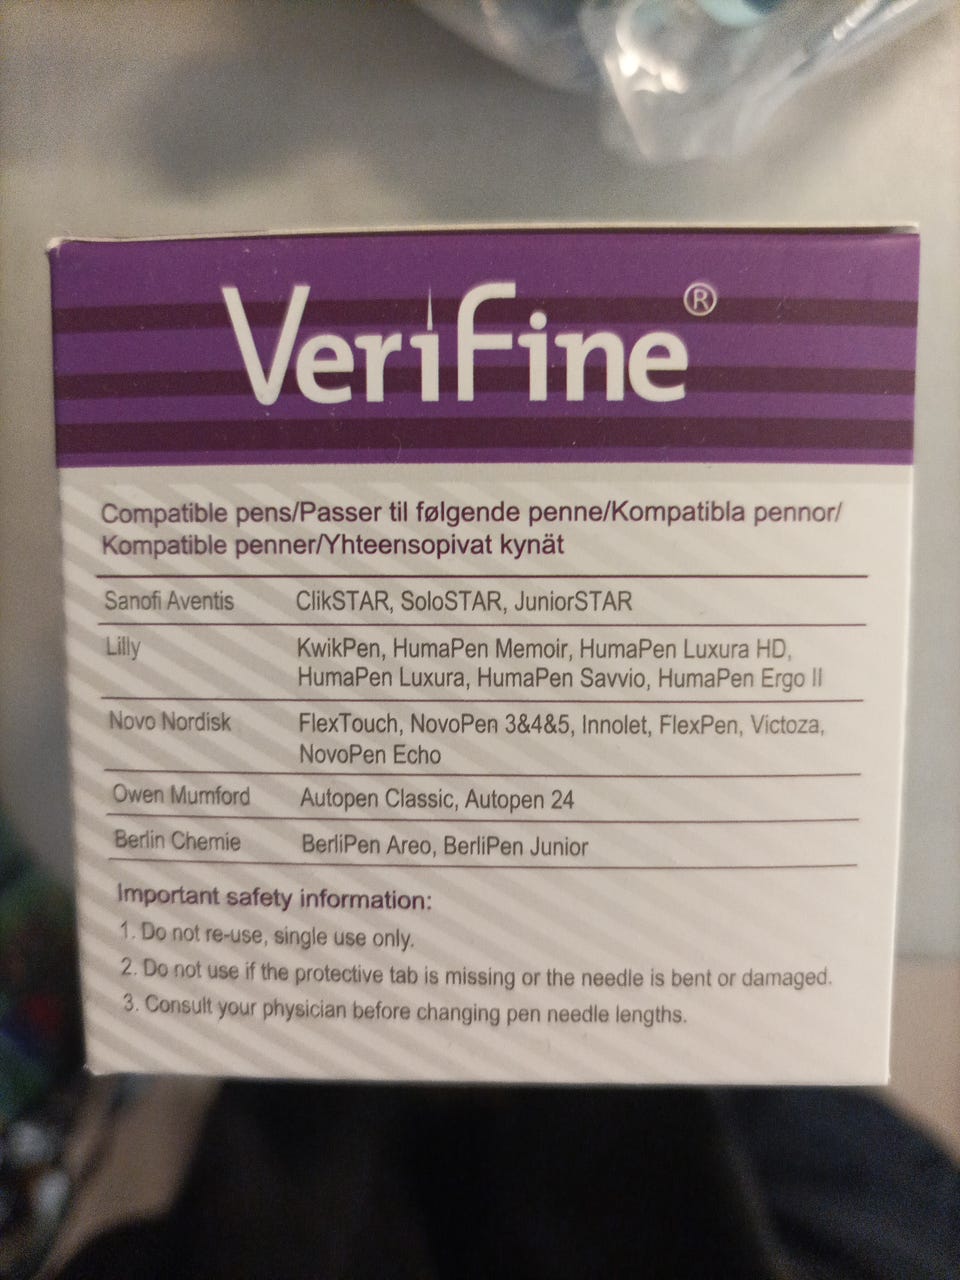 VeriFine®
Compatible pens/Passer til følgende penne/Kompatibla pennor/
Kompatible penner/Yhteensopivat kynät
Sanofi Aventis ClikSTAR, SoloSTAR, JuniorSTAR
Lilly KwikPen, HumaPen Memoir, HumaPen Luxura HD,
HumaPen Luxura, HumaPen Savvio, HumaPen Ergo II
Novo Nordisk FlexTouch, NovoPen 3&4&5, Innolet, FlexPen, Victoza,
NovoPen Echo
Owen Mumford Autopen Classic, Autopen 24
Berlin Chemie BerliPen Areo, BerliPen Junior
Important safety information:
1. Do not re-use, single use only.
2. Do not use if the protective tab is missing or the needle is bent or damaged.
3. Consult your physician before changing pen needle lengths.